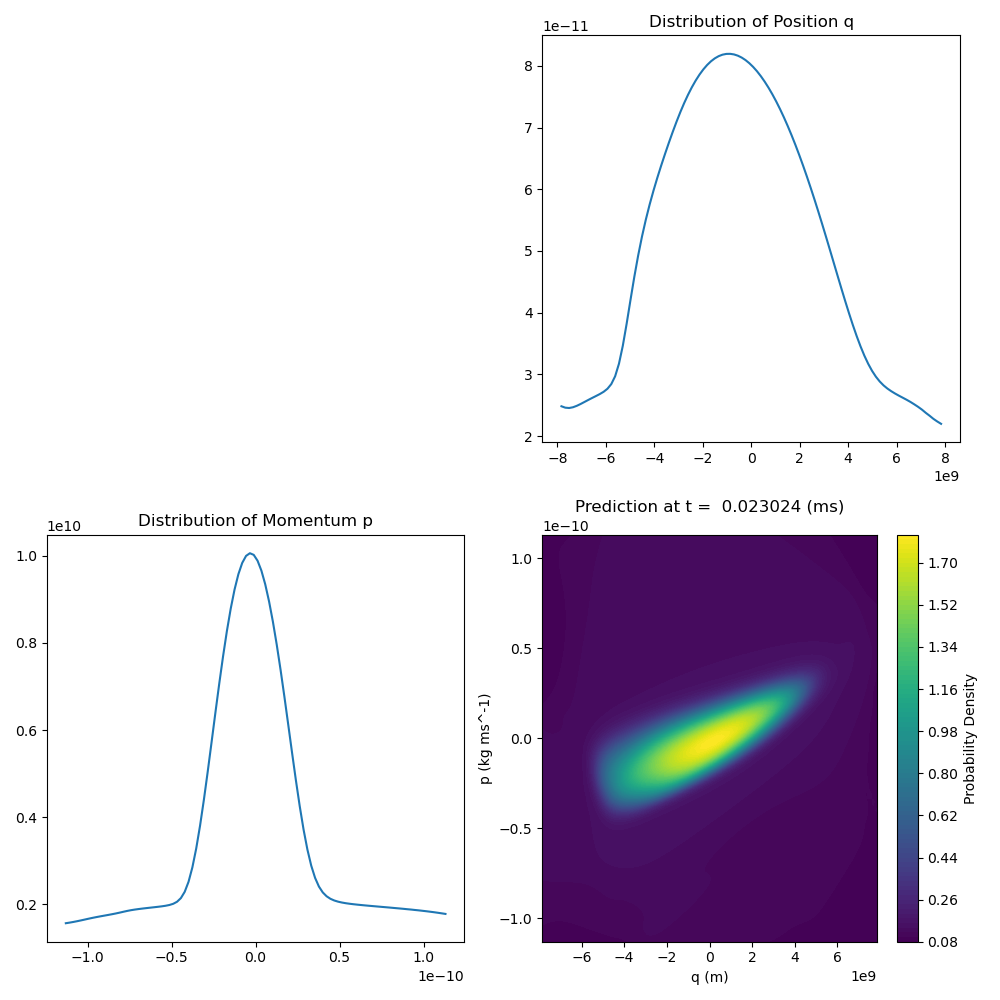 Distribution of Position q
1e−11
8
7
6
5
4
3
2
−8 −6 −4 −2 0 2 4 6 8
1e9
Distribution of Momentum p
1e10
1.0
0.8
0.6
0.4
0.2
−1.0 −0.5 0.0 0.5 1.0
1e−10
Prediction at t =  0.023024 (ms)
1e−10
1.0
0.5
0.0
−0.5
−1.0
p (kg ms^-1)
−6 −4 −2 0 2 4 6
1e9
q (m)
1.70
1.52
1.34
1.16
0.98
0.80
0.62
0.44
0.26
0.08
Probability Density